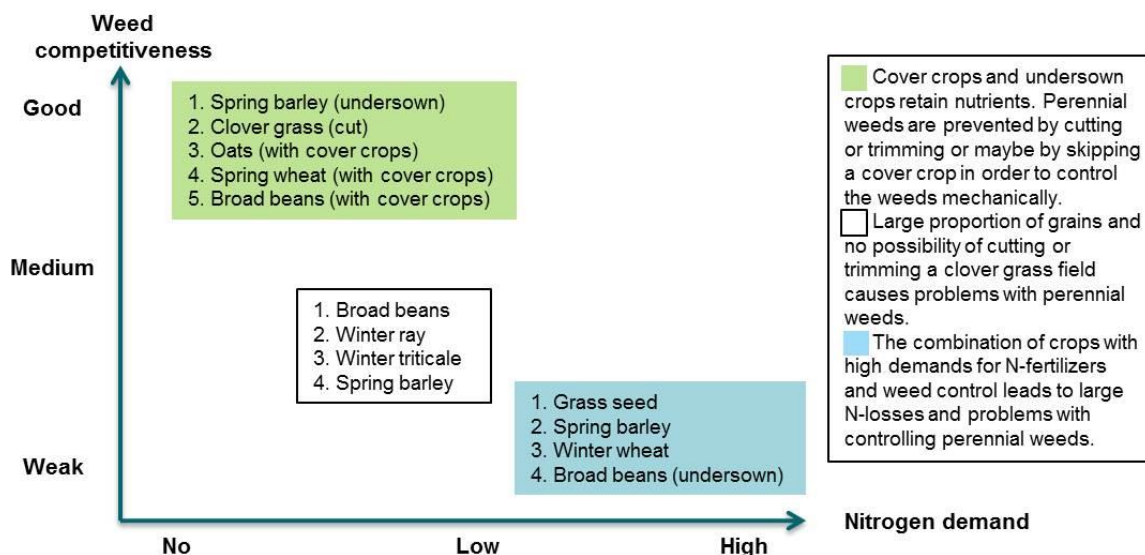 Weed
competitiveness
Good
1. Spring barley (undersown)
2. Clover grass (cut)
3. Oats (with cover crops)
4. Spring wheat (with cover crops)
5. Broad beans (with cover crops)
Medium
1. Broad beans
2. Winter ray
3. Winter triticale
4. Spring barley
1. Grass seed
2. Spring barley
3. Winter wheat
4. Broad beans (undersown)
Weak
No
Low
High
Nitrogen demand
Cover crops and undersown
crops retain nutrients. Perennial
weeds are prevented by cutting
or trimming or maybe by skipping
a cover crop in order to control
the weeds mechanically.
Large proportion of grains and
no possibility of cutting or
trimming a clover grass field
causes problems with perennial
weeds.
The combination of crops with
high demands for N-fertilizers
and weed control leads to large
N-losses and problems with
controlling perennial weeds.